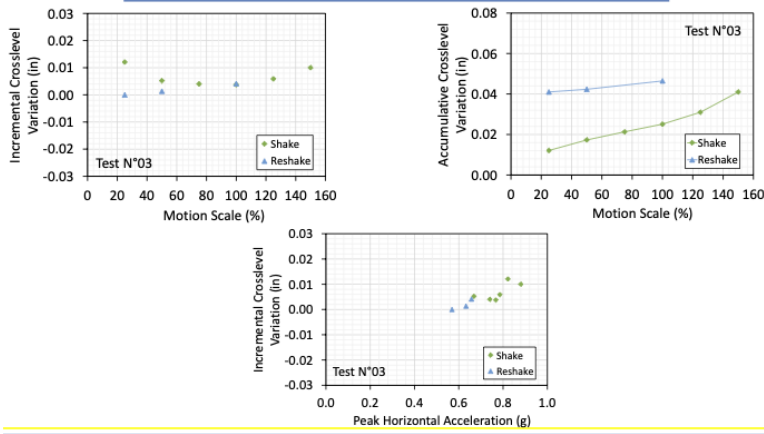 Incremental Crosslevel
Variation (in)
0.03
0.02
0.01
0.00
-0.01
-0.02
-0.03
Test N°03
Shake
Reshake
0 20 40 60 80 100 120 140 160
Motion Scale (%)
Accumulative Crosslevel
Variation (in)
0.08
0.06
0.04
0.02
0.00
Test N°03
Shake
Reshake
0 20 40 60 80 100 120 140 160
Motion Scale (%)
Incremental Crosslevel
Variation (in)
0.03
0.02
0.01
0.00
-0.01
-0.02
-0.03
Test N°03
Shake
Reshake
0.0 0.2 0.4 0.6 0.8 1.0
Peak Horizontal Acceleration (g)